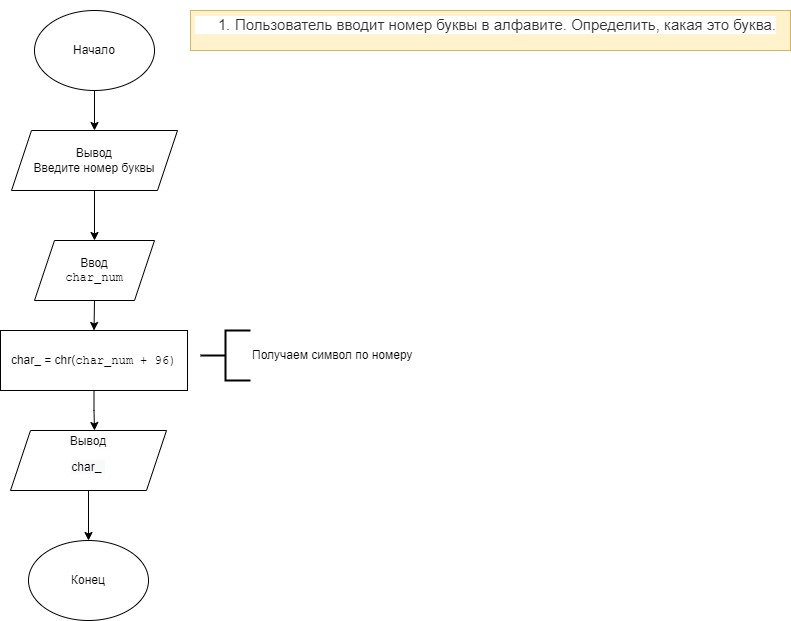 1. Пользователь вводит номер буквы в алфавите. Определить, какая это буква.
Начало
Вывод
Введите номер буквы
Ввод
char_num
char_ = chr(char_num + 96)
Получаем символ по номеру
Вывод
char_
Конец